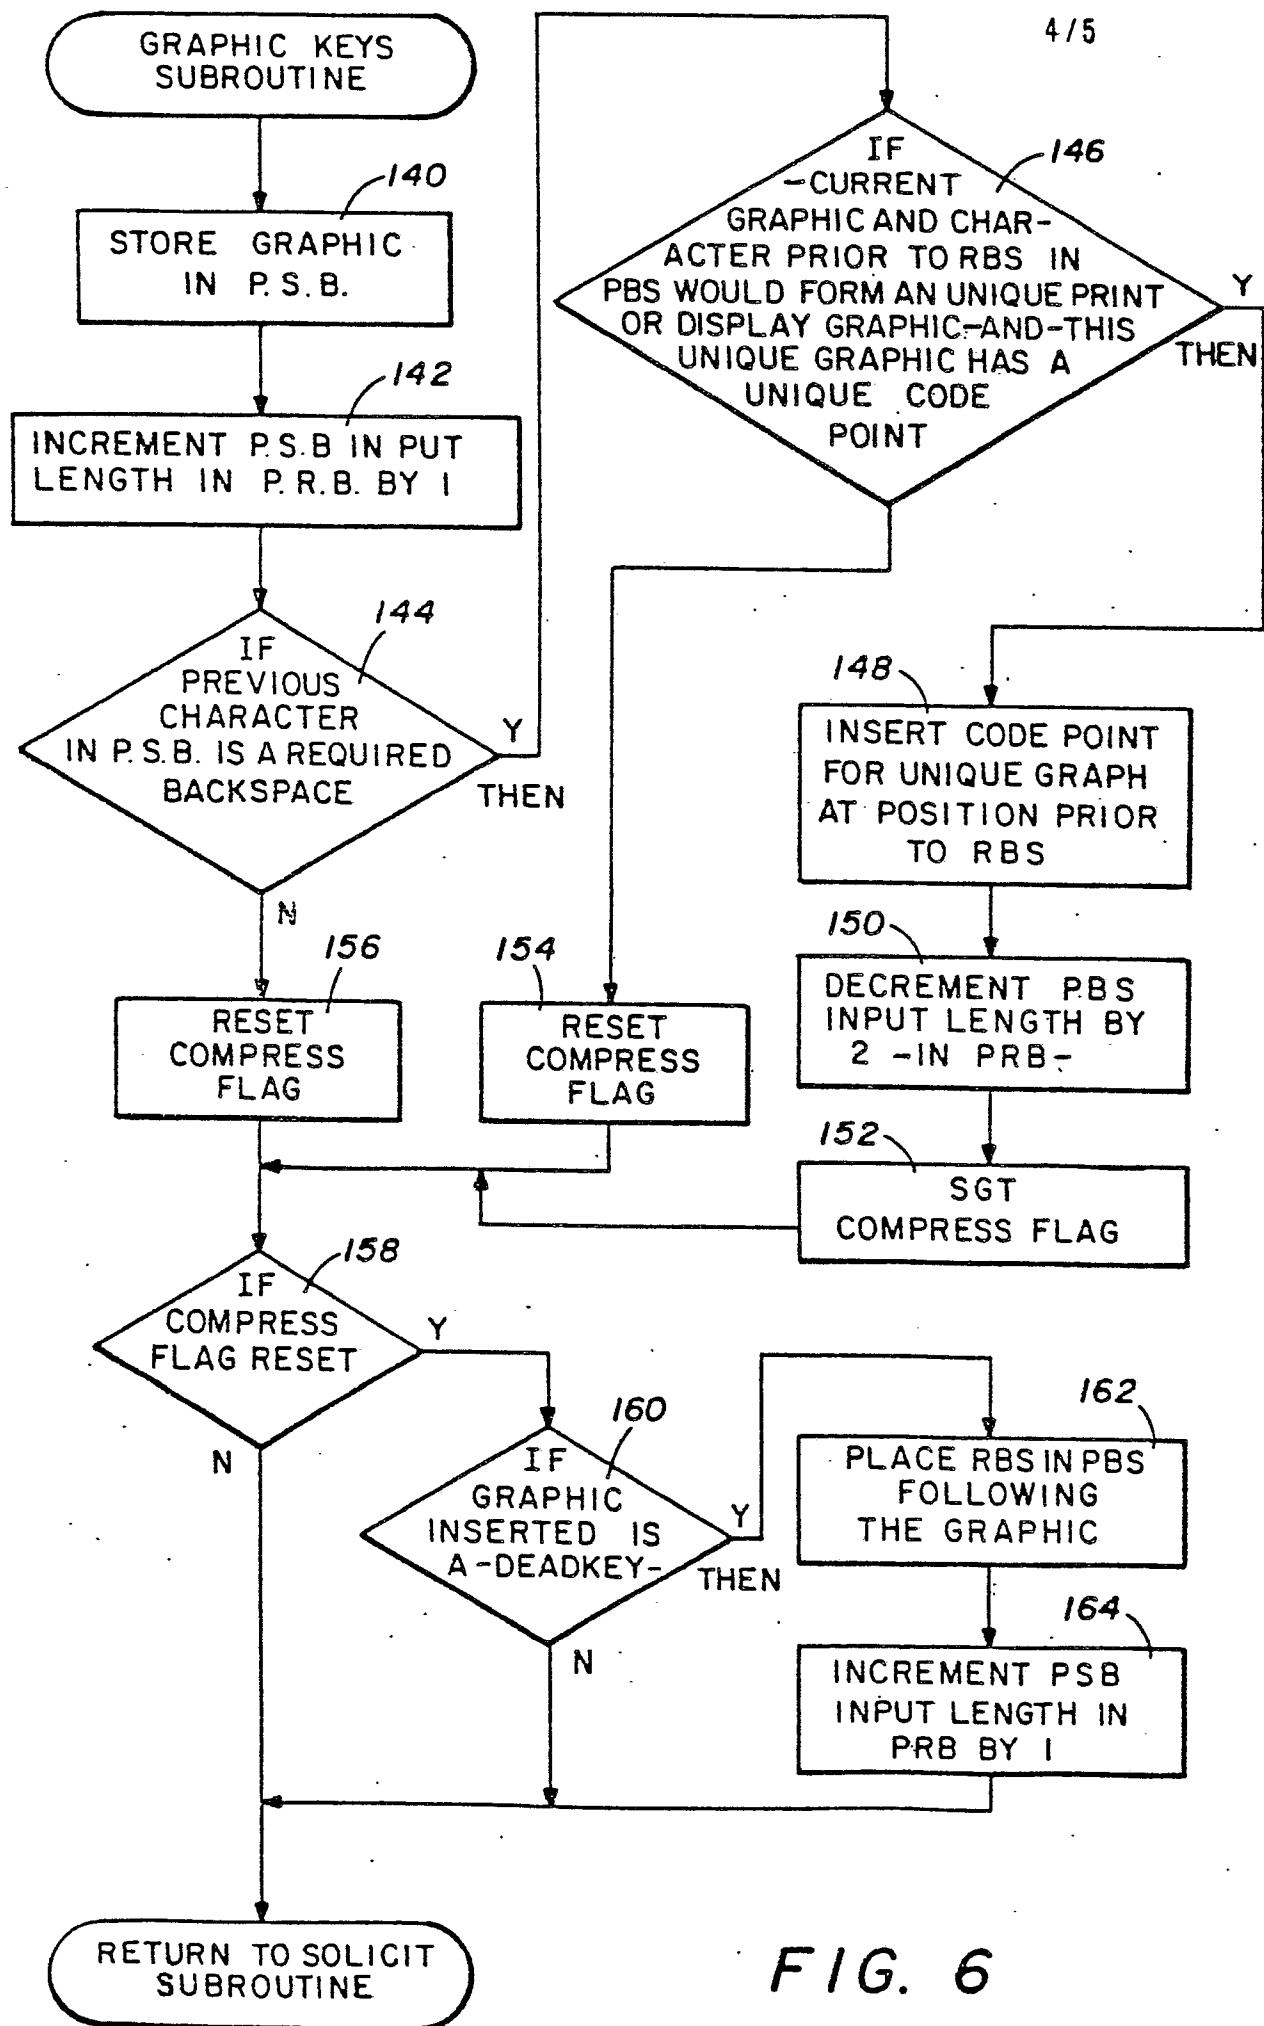 4/5
GRAPHIC KEYS
SUBROUTINE
140
STORE GRAPHIC
IN P.S.B.
142
INCREMENT P.S.B IN PUT
LENGTH IN P.R.B. BY 1
144
IF
PREVIOUS
CHARACTER
IN P.S.B. IS A REQUIRED
BACKSPACE
Y
THEN
N
146
IF
-CURRENT
GRAPHIC AND CHAR-
ACTER PRIOR TO RBS IN
PBS WOULD FORM AN UNIQUE PRINT
OR DISPLAY GRAPHIC-AND-THIS
UNIQUE GRAPHIC HAS A
UNIQUE CODE
POINT
Y
THEN
148
INSERT CODE POINT
FOR UNIQUE GRAPH
AT POSITION PRIOR
TO RBS
150
DECREMENT PBS
INPUT LENGTH BY
2 -IN PRB-
152
SGT
COMPRESS FLAG
156
RESET
COMPRESS
FLAG
154
RESET
COMPRESS
FLAG
158
IF
COMPRESS
FLAG RESET
Y
N
160
IF
GRAPHIC
INSERTED IS
A-DEADKEY-
Y
THEN
N
162
PLACE RBS IN PBS
FOLLOWING
THE GRAPHIC
164
INCREMENT PSB
INPUT LENGTH IN
PRB BY 1
RETURN TO SOLICIT
SUBROUTINE
FIG. 6